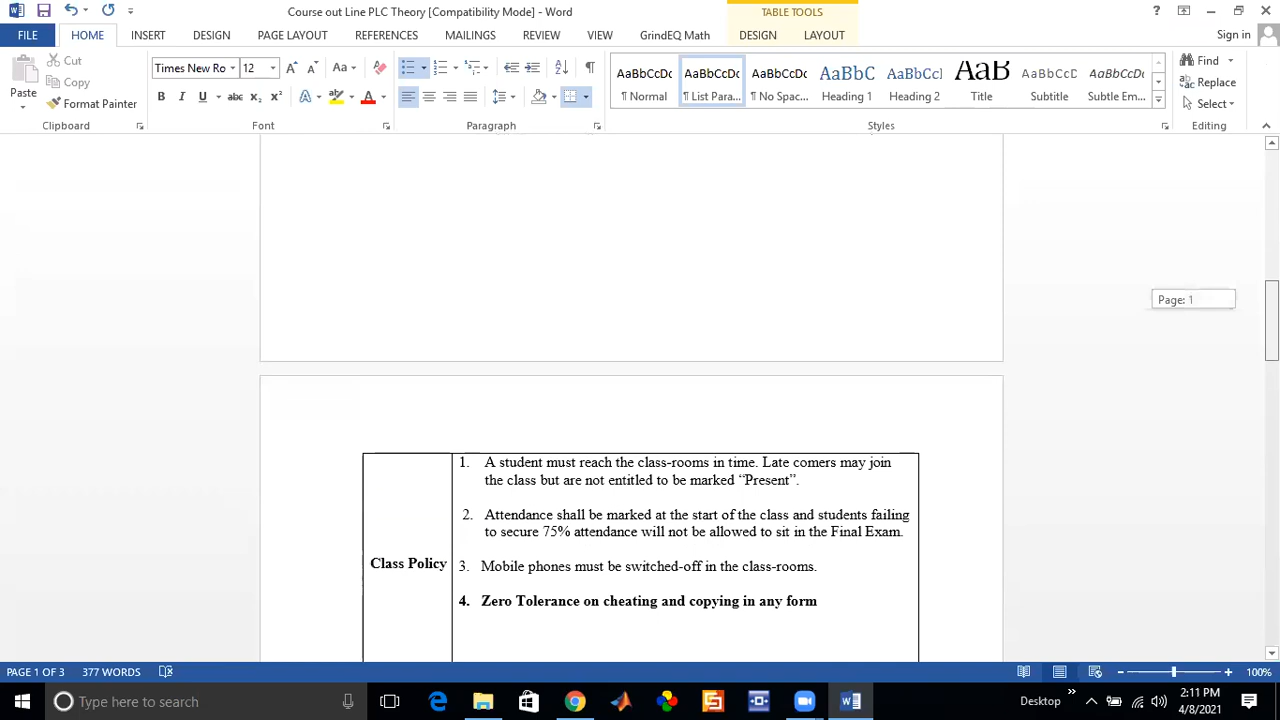 Course out Line PLC Theory [Compatibility Mode] - Word
TABLE TOOLS
?
FILE HOME INSERT DESIGN PAGE LAYOUT REFERENCES MAILINGS REVIEW VIEW GrindEQ Math DESIGN LAYOUT Sign in
Cut
Copy
Format Painter
Paste
Clipboard
Times New Ro 12
Aa
B I U abc x₂ x²
Font
Paragraph
AaBbCcDc AaBbCcDc AaBbCcDc AaBbC AaBbCcl AaB AaBbCcD AaBbCcDc
¶ Normal ¶ List Para... ¶ No Spac... Heading 1 Heading 2 Title Subtitle Subtle Em...
Styles
Find
Replace
Select
Editing
Page: 1
Class Policy
1. A student must reach the class-rooms in time. Late comers may join
the class but are not entitled to be marked “Present”.
2. Attendance shall be marked at the start of the class and students failing
to secure 75% attendance will not be allowed to sit in the Final Exam.
3. Mobile phones must be switched-off in the class-rooms.
4. Zero Tolerance on cheating and copying in any form
PAGE 1 OF 3 377 WORDS
100%
Type here to search
Desktop
2:11 PM
4/8/2021